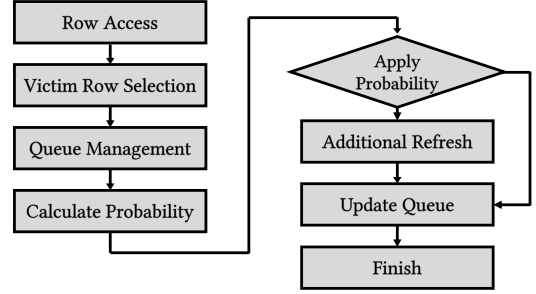 Row Access
Victim Row Selection
Queue Management
Calculate Probability
Apply
Probability
Additional Refresh
Update Queue
Finish